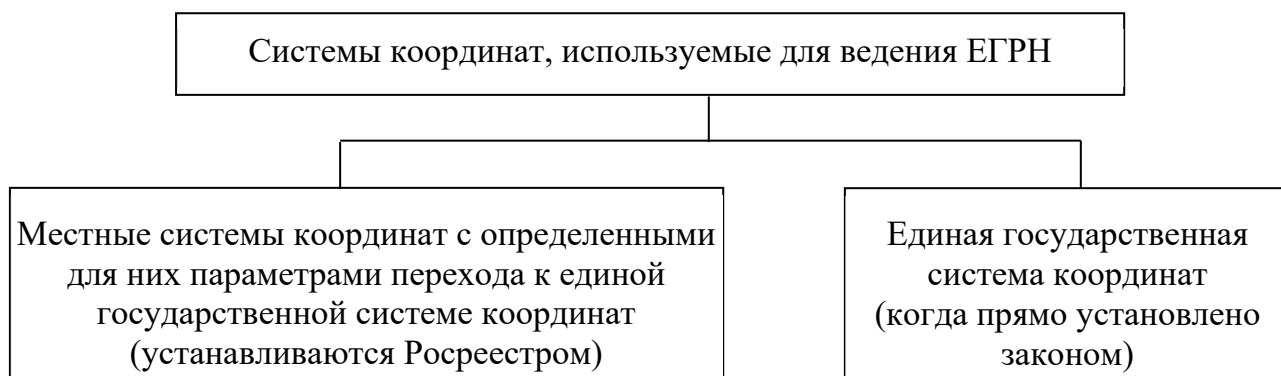 Системы координат, используемые для ведения ЕГРН
Местные системы координат с определенными
для них параметрами перехода к единой
государственной системе координат
(устанавливаются Росреестром)
Единая государственная
система координат
(когда прямо установлено
законом)